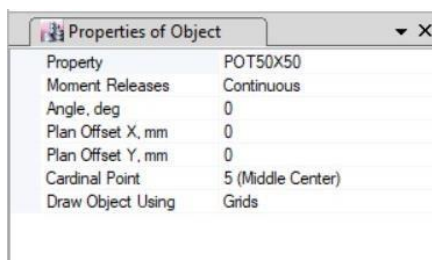 Properties of Object
Property POT50X50
Moment Releases Continuous
Angle, deg 0
Plan Offset X, mm 0
Plan Offset Y, mm 0
Cardinal Point 5 (Middle Center)
Draw Object Using Grids